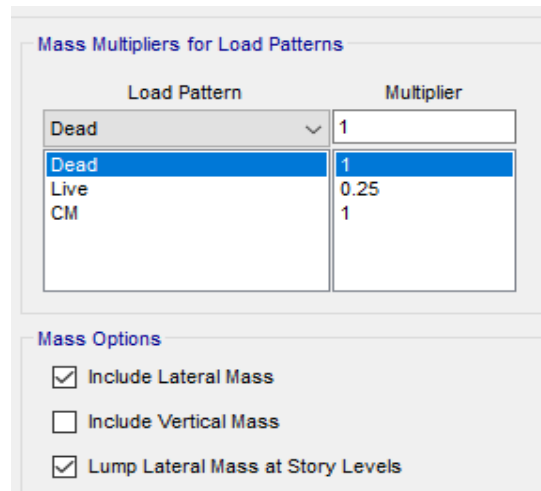 Mass Multipliers for Load Patterns
Load Pattern Multiplier
Dead 1
Dead 1
Live 0.25
CM 1
Mass Options
Include Lateral Mass
Include Vertical Mass
Lump Lateral Mass at Story Levels